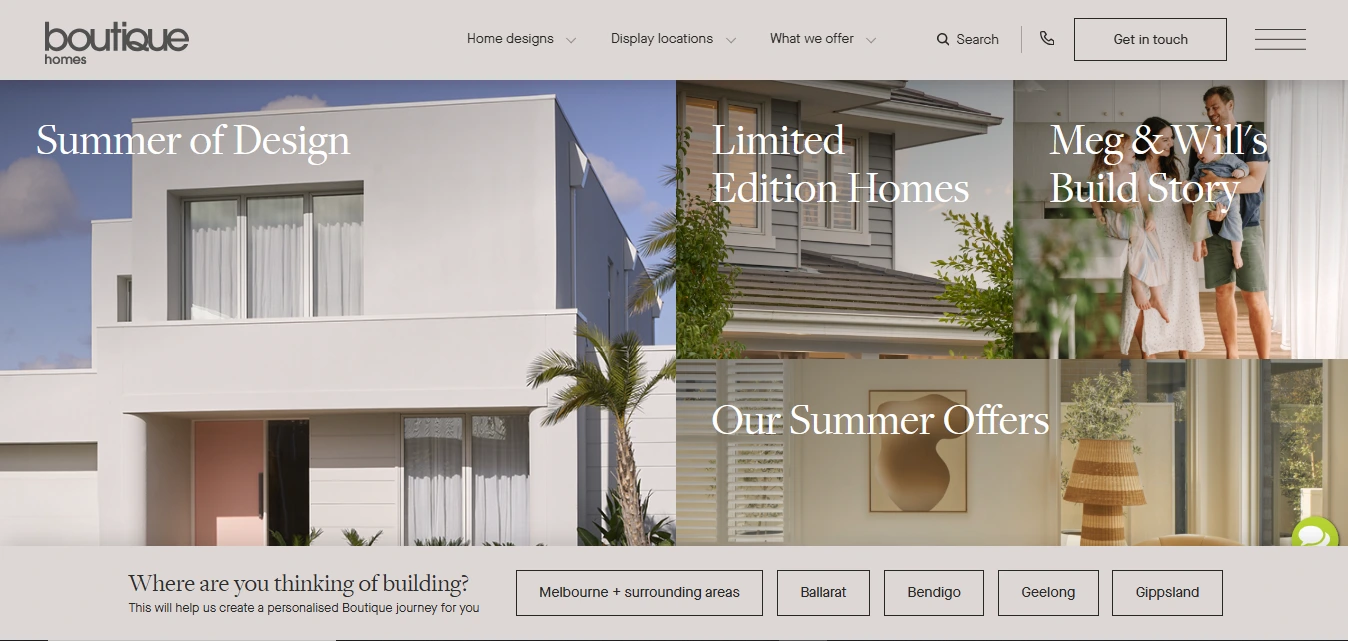 boutique
homes
Home designs
Display locations
What we offer
Search
Get in touch
Summer of Design
Limited
Edition Homes
Meg & Will's
Build Story
Our Summer Offers
Where are you thinking of building?
This will help us create a personalised Boutique journey for you
Melbourne + surrounding areas
Ballarat
Bendigo
Geelong
Gippsland